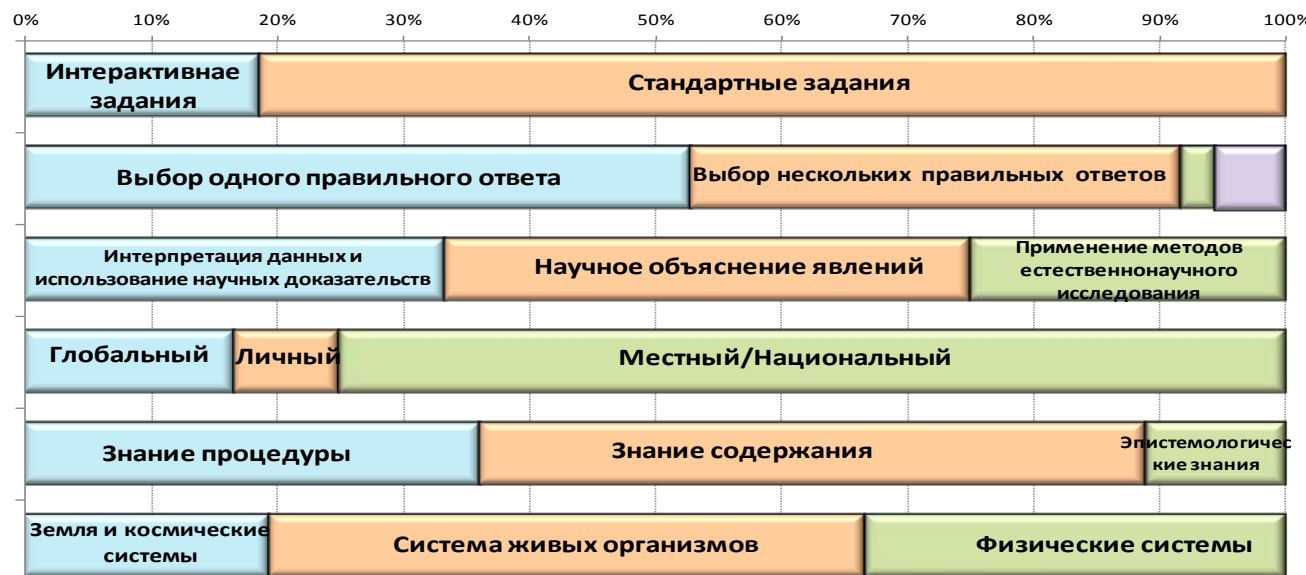 0% 10% 20% 30% 40% 50% 60% 70% 80% 90% 100%
Интерактивнае
задания
Стандартные задания
Выбор одного правильного ответа
Выбор нескольких правильных ответов
Интерпретация данных и
использование научных доказательств
Научное объяснение явлений
Применение методов
естественнонаучного
исследования
Глобальный
Личный
Местный/Национальный
Знание процедуры
Знание содержания
Эпистемологичес
кие знания
Земля и космические
системы
Система живых организмов
Физические системы